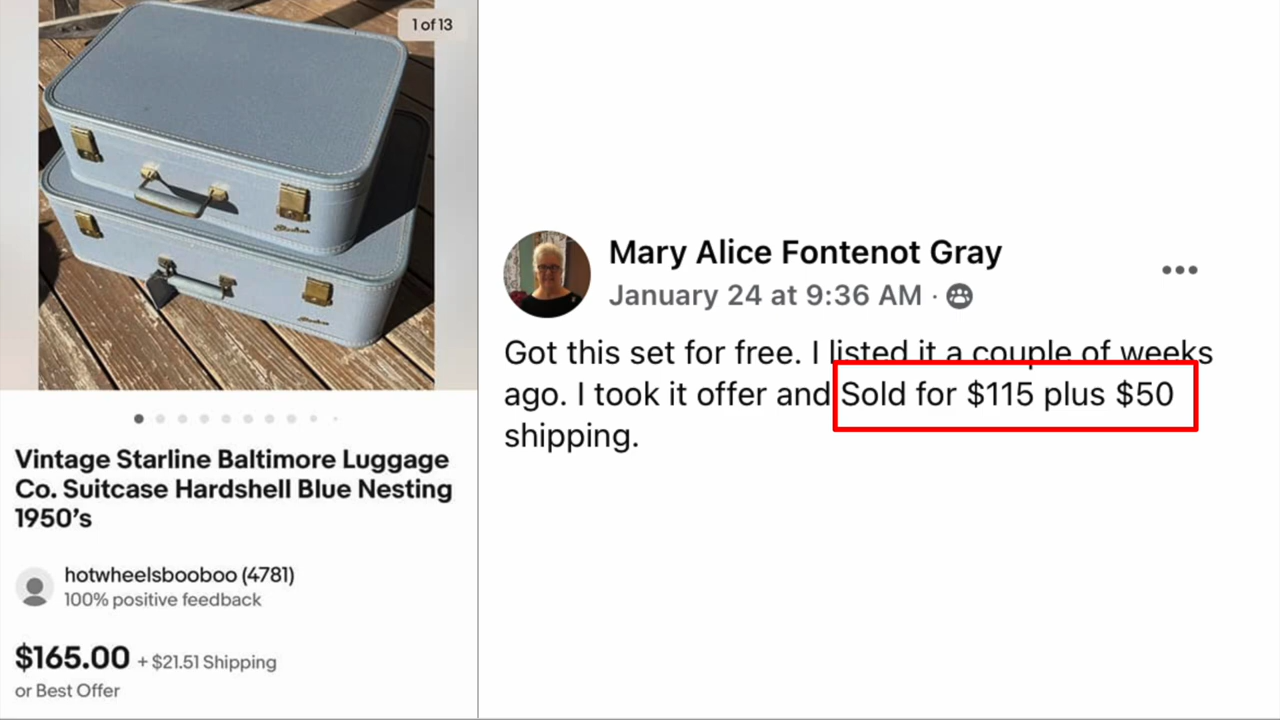 1 of 13
Vintage Starline Baltimore Luggage
Co. Suitcase Hardshell Blue Nesting
1950's
hotwheelsbooboo (4781)
100% positive feedback
$165.00 + $21.51 Shipping
or Best Offer
Mary Alice Fontenot Gray
January 24 at 9:36 AM ·
Got this set for free. I listed it a couple of weeks
ago. I took it offer and Sold for $115 plus $50
shipping.